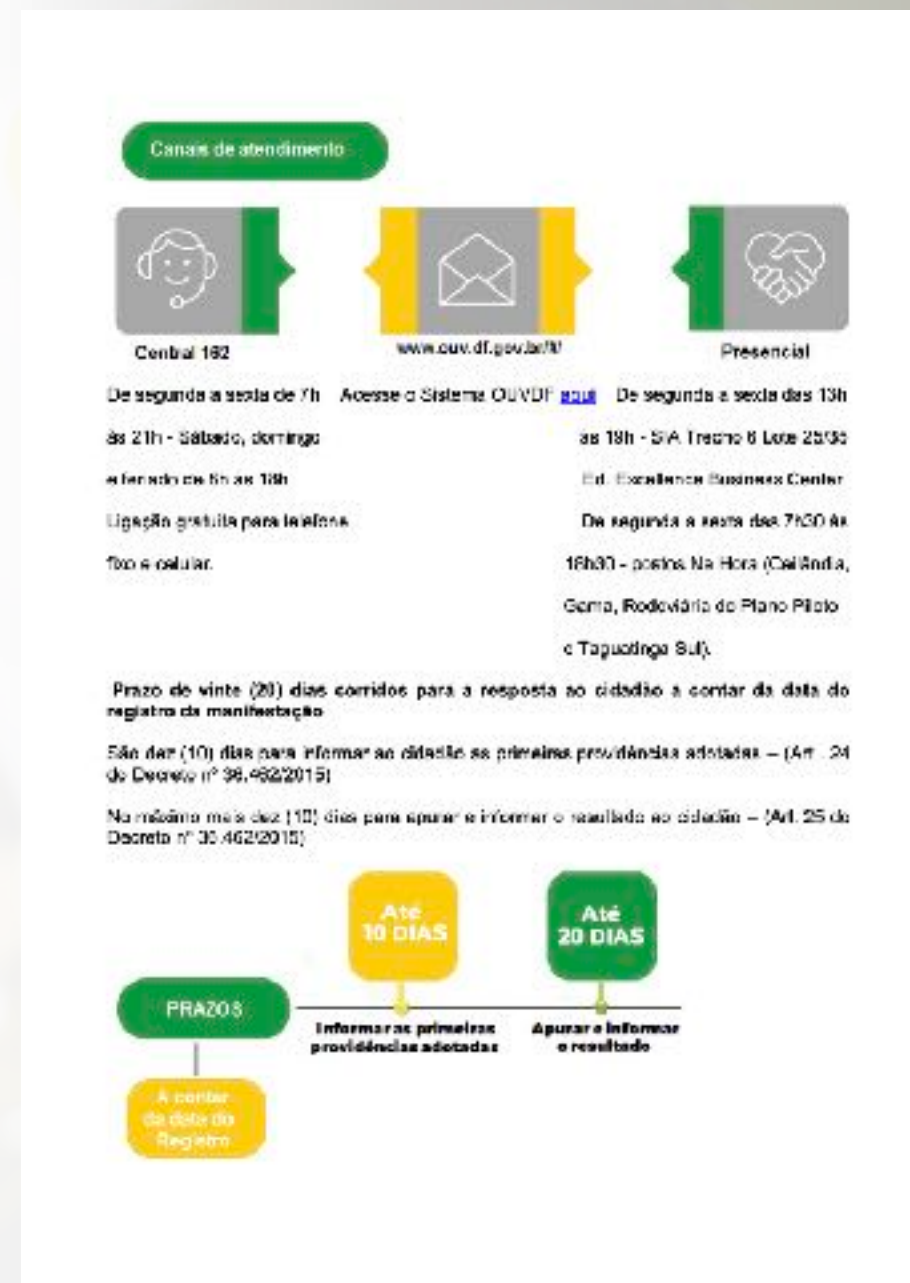 Canais de atendimento
Central 162
www.ouv.df.gov.br/#/
Presencial
De segunda a sexta de 7h
às 21h - Sábado, domingo
e feriado de 8h às 18h
Ligação gratuita para telefone
fixo e celular.
Acesse o Sistema OUVDF aqui
De segunda a sexta das 13h
às 19h - SIA Trecho 6 Lote 25/35
Ed. Excellence Business Center
De segunda a sexta das 7h30 às
18h30 - postos Na Hora (Ceilândia,
Gama, Rodoviária do Plano Piloto
e Taguatinga Sul).
Prazo de vinte (20) dias corridos para a resposta ao cidadão a contar da data do
registro da manifestação
São dez (10) dias para informar ao cidadão as primeiras providências adotadas – (Art . 24
do Decreto nº 36.462/2015)
No máximo mais dez (10) dias para apurar e informar o resultado ao cidadão – (Art. 25 do
Decreto nº 36.462/2015)
Até
10 DIAS
Até
20 DIAS
PRAZOS
Informar as primeiras
providências adotadas
Apurar e informar
o resultado
A contar
da data do
Registro